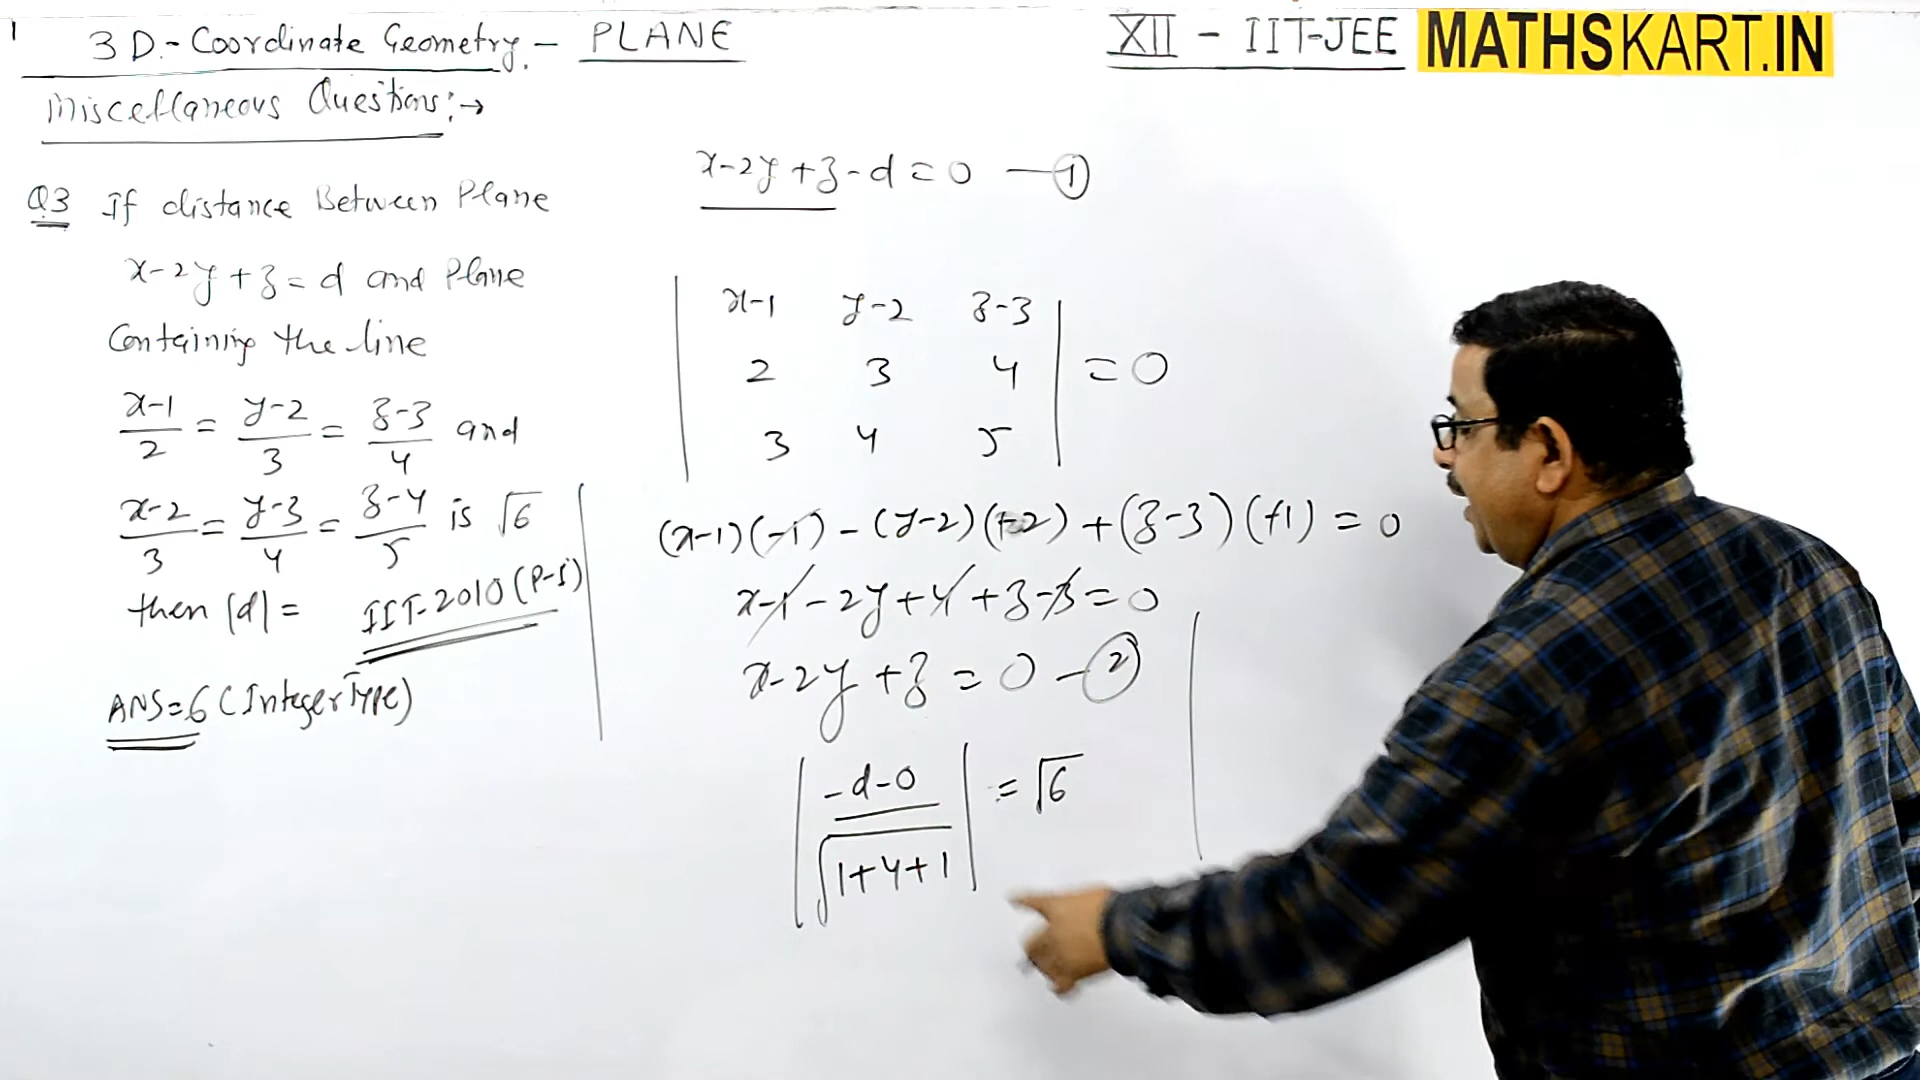 1
3D.- Coordinate Geometry.- PLANE
XII - IIT-JEE MATHSKART.IN
Miscellaneous Questions:→
Q3 If distance Between Plane
x-2y+z=d and Plane
Containing the line
x-1/2 = y-2/3 = z-3/4 and
x-2/3 = y-3/4 = z-4/5 is √6
then |d|= IIT-2010(P-I)
ANS=6 (Integer Type)
x-2y+z-d=0 —①
| x-1 y-2 z-3 |
| 2 3 4 | =0
| 3 4 5 |
(x-1)(-1) - (y-2)(-2) + (z-3)(-1) = 0
x-1-2y+4+z-3=0
x-2y+z=0 -②
| -d-0 / √1+4+1 | = √6